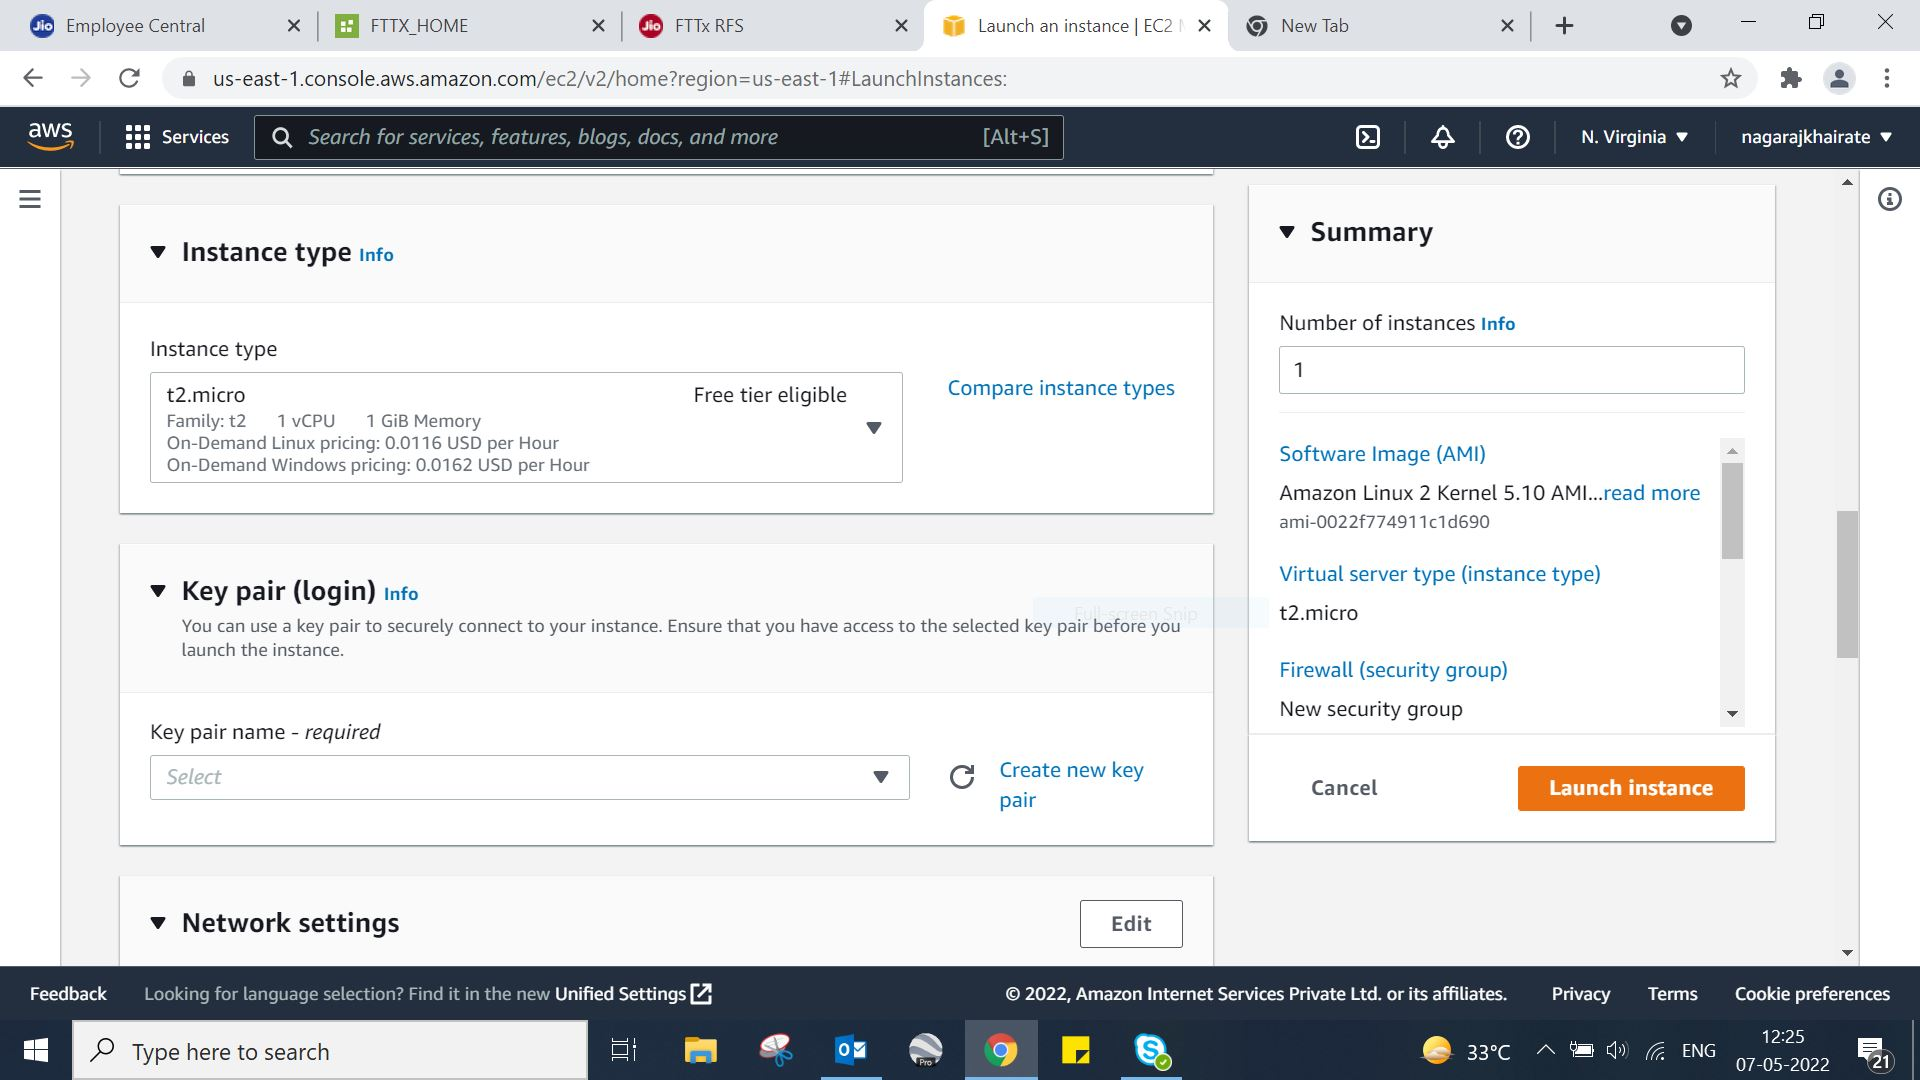 Employee Central
FTTX_HOME
FTTx RFS
Launch an instance | EC2 M
New Tab
us-east-1.console.aws.amazon.com/ec2/v2/home?region=us-east-1#LaunchInstances:
aws
Services
Search for services, features, blogs, docs, and more
[Alt+S]
N. Virginia
nagarajkhairate
Instance type Info
Instance type
t2.micro
Free tier eligible
Family: t2 1 vCPU 1 GiB Memory
On-Demand Linux pricing: 0.0116 USD per Hour
On-Demand Windows pricing: 0.0162 USD per Hour
Compare instance types
Key pair (login) Info
You can use a key pair to securely connect to your instance. Ensure that you have access to the selected key pair before you
launch the instance.
Full-screen Snip
Key pair name - required
Select
Create new key
pair
Network settings
Edit
Summary
Number of instances Info
1
Software Image (AMI)
Amazon Linux 2 Kernel 5.10 AMI...read more
ami-0022f774911c1d690
Virtual server type (instance type)
t2.micro
Firewall (security group)
New security group
Cancel
Launch instance
Feedback
Looking for language selection? Find it in the new Unified Settings
© 2022, Amazon Internet Services Private Ltd. or its affiliates.
Privacy
Terms
Cookie preferences
Type here to search
Pro
33°C
ENG
12:25
07-05-2022
21